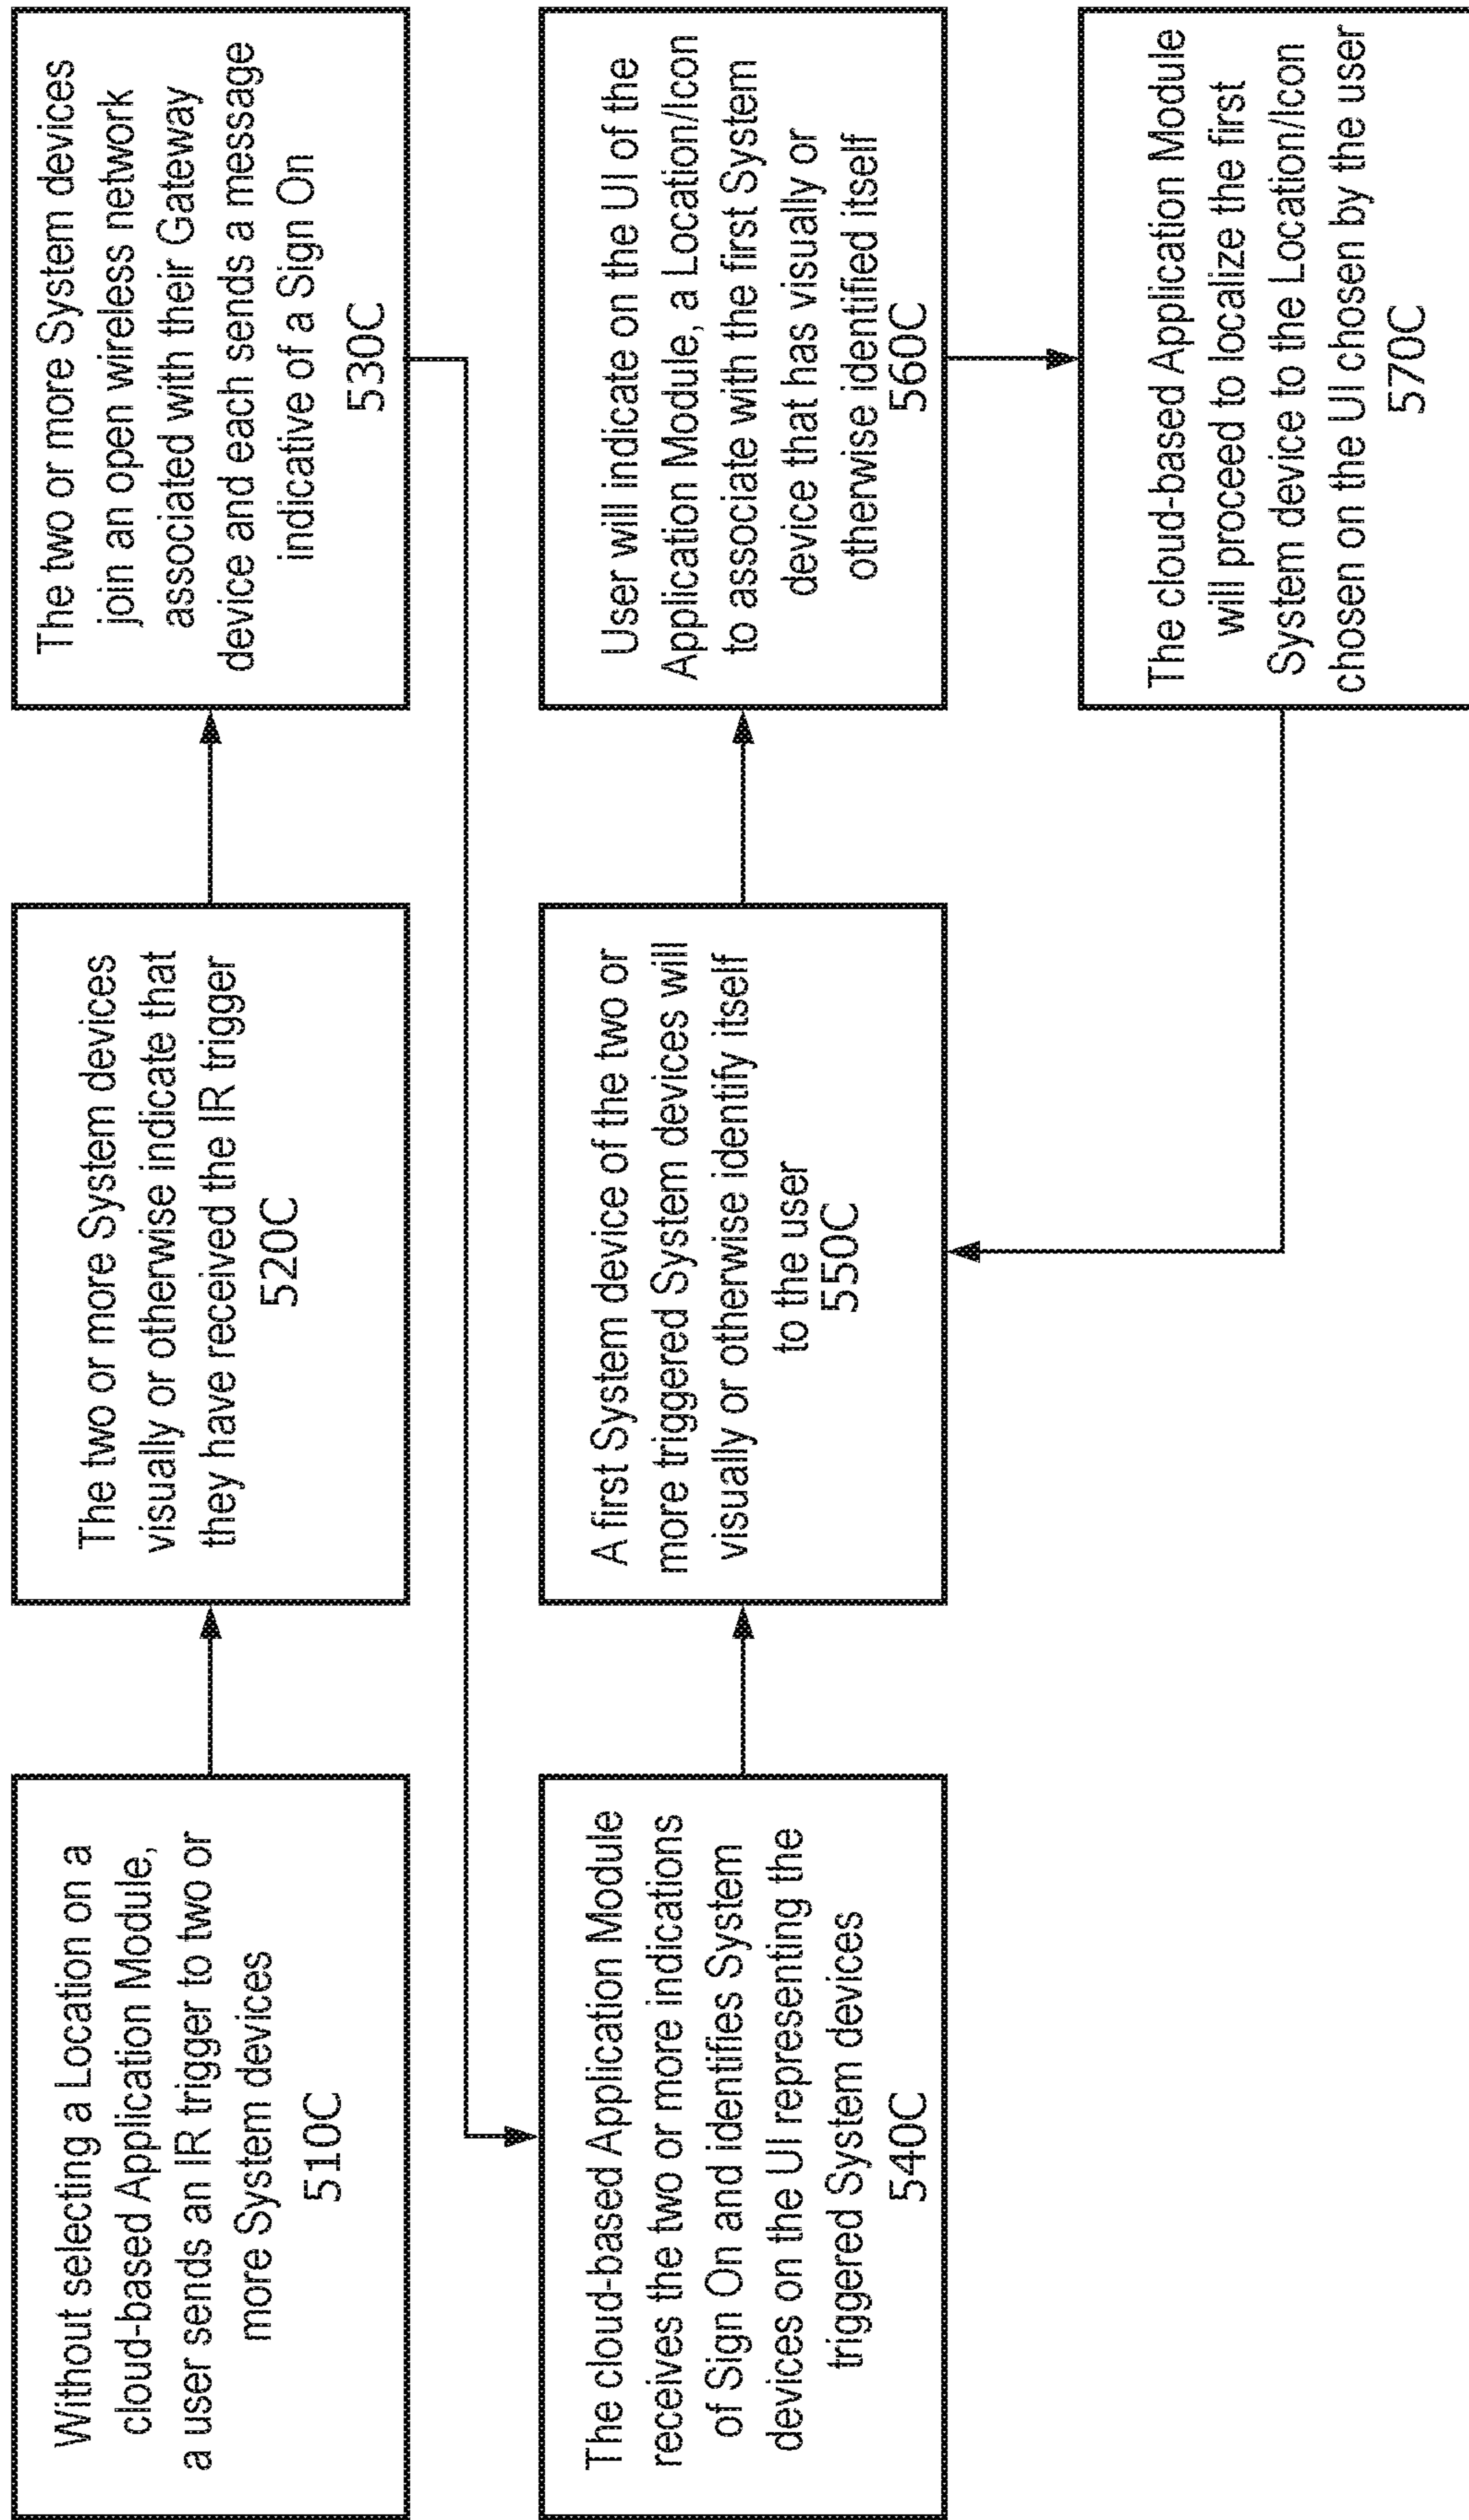 Without selecting a Location on a
cloud-based Application Module,
a user sends an IR trigger to two or
more System devices
510C
The two or more System devices
visually or otherwise indicate that
they have received the IR trigger
520C
The two or more System devices
join an open wireless network
associated with their Gateway
device and each sends a message
indicative of a Sign On
530C
The cloud-based Application Module
receives the two or more indications
of Sign On and identifies System
devices on the UI representing the
triggered System devices
540C
A first System device of the two or
more triggered System devices will
visually or otherwise identify itself
to the user
550C
User will indicate on the UI of the
Application Module, a Location/Icon
to associate with the first System
device that has visually or
otherwise identified itself
560C
The cloud-based Application Module
will proceed to localize the first
System device to the Location/Icon
chosen on the UI chosen by the user
570C